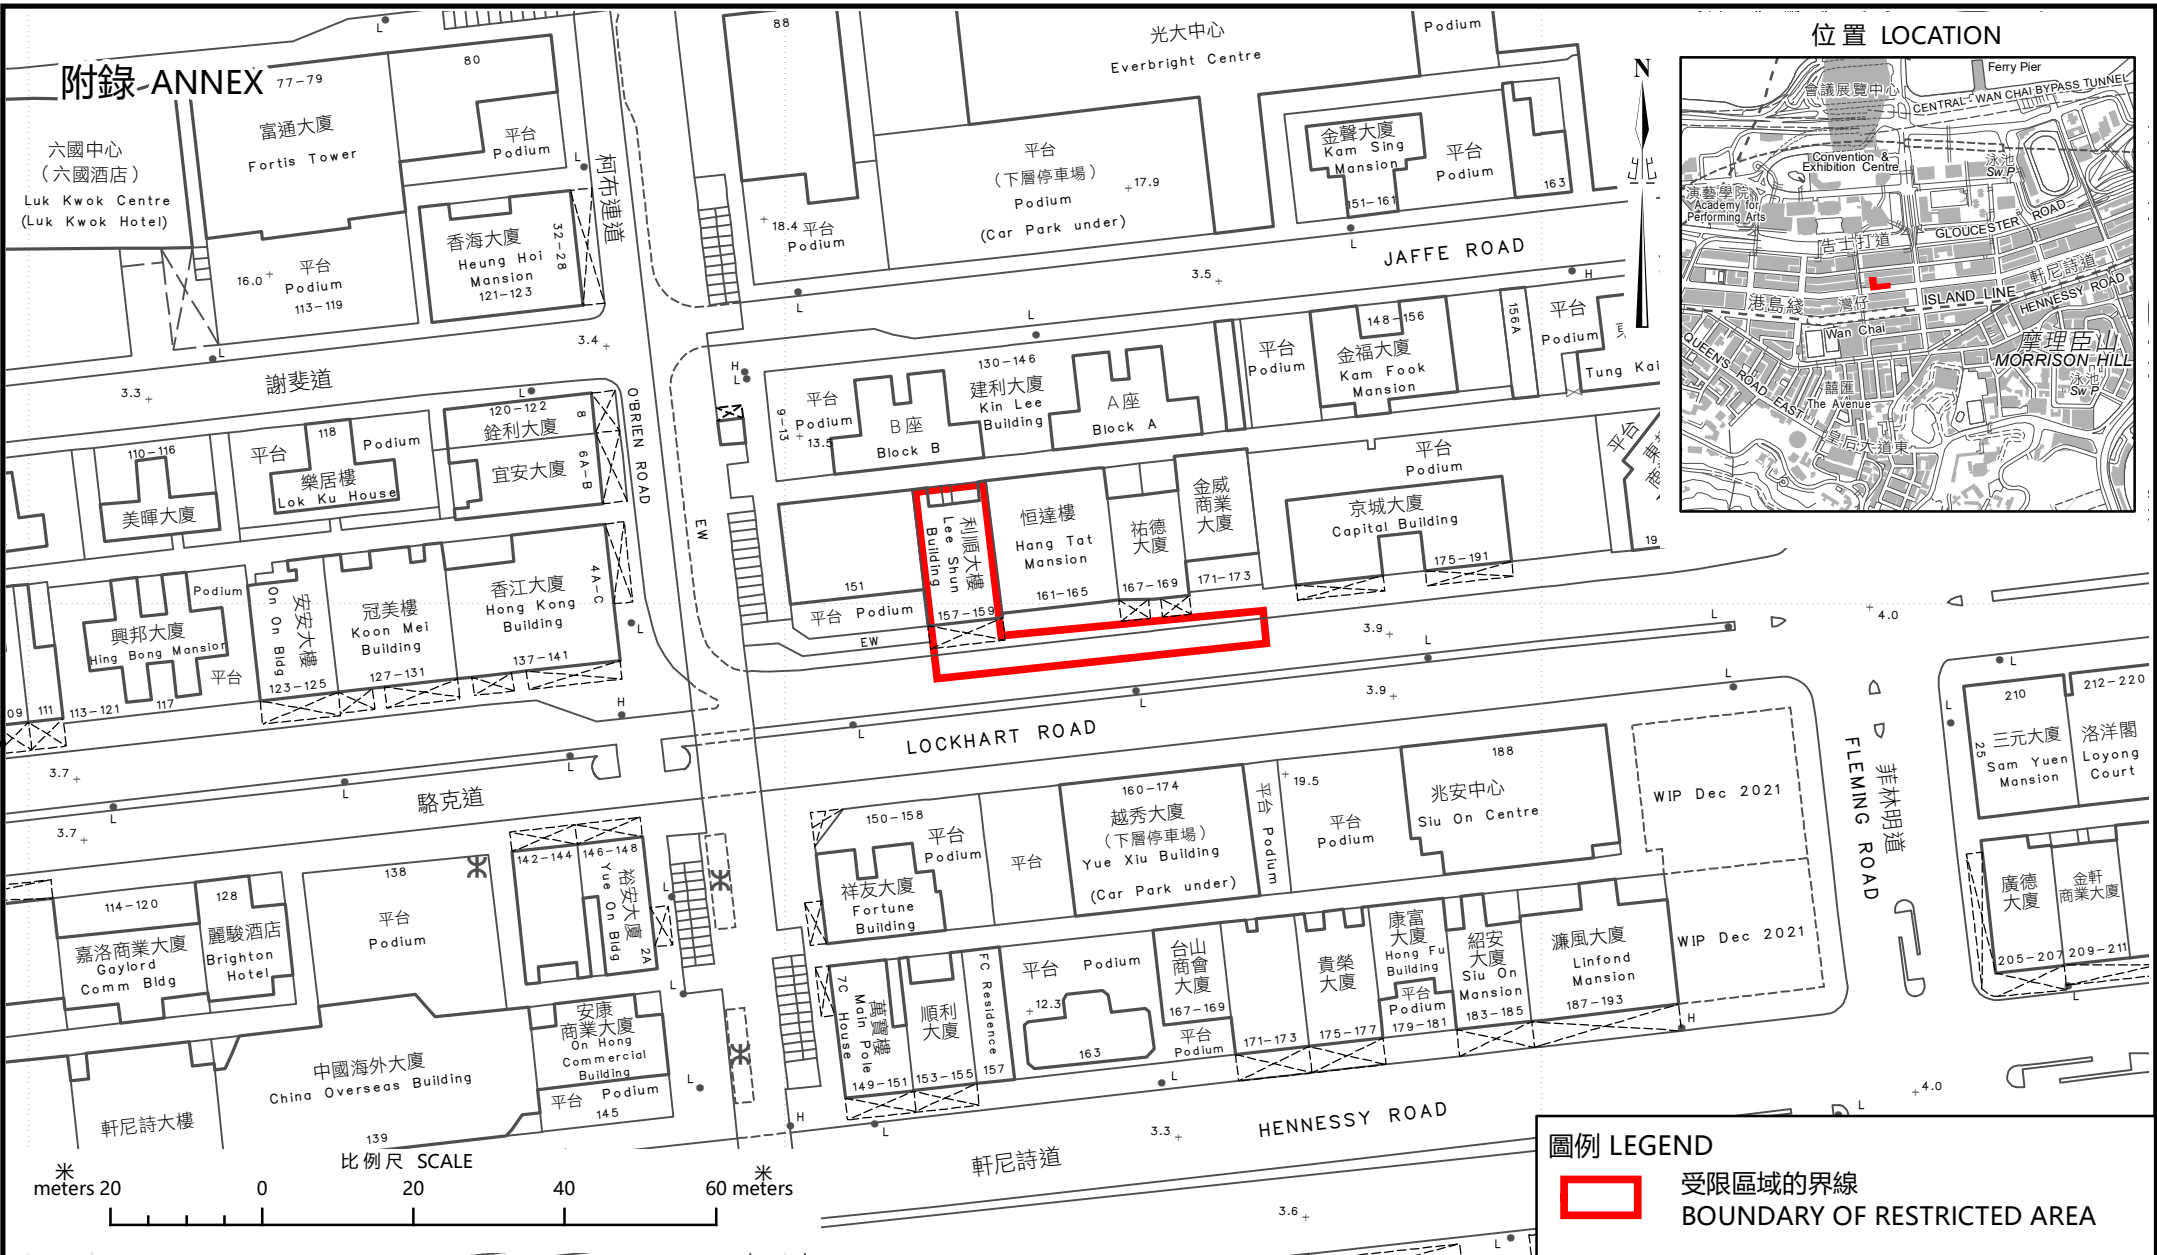 附錄 ANNEX
位置 LOCATION
N
77-79
80
富通大廈
Fortis Tower
平台
Podium
六國中心
（六國酒店）
Luk Kwok Centre
(Luk Kwok Hotel)
16.0
平台
Podium
113-119
香海大廈
Heung Hoi
Mansion
121-123
32-28
柯布連道
88
光大中心
Everbright Centre
Podium
平台
（下層停車場）
Podium
(Car Park under)
17.9
18.4
平台
Podium
金聲大廈
Kam Sing
Mansion
151-161
平台
Podium
163
JAFFE ROAD
3.5
3.4
3.3
謝斐道
O'BRIEN ROAD
Ferry Pier
會議展覽中心
CENTRAL - WAN CHAI BYPASS TUNNEL
Convention &
Exhibition Centre
泳池
Sw.P
演藝學院
Academy for
Performing Arts
告士打道
GLOUCESTER ROAD
軒尼詩道
HENNESSY ROAD
港島綫
灣仔
ISLAND LINE
Wan Chai
摩理臣山
MORRISON HILL
QUEEN'S ROAD EAST
囍匯
The Avenue
泳池
Sw P
皇后大道東
110-116
美暉大廈
平台
118
Podium
樂居樓
Lok Ku House
120-122
8
銓利大廈
宜安大廈
6A-B
9-13
平台
Podium
13.5
B座
Block B
130-146
建利大廈
Kin Lee
Building
A座
Block A
平台
Podium
148-156
金福大廈
Kam Fook
Mansion
156A
平台
Podium
Tung Kai
平台
平台
Podium
興邦大廈
Hing Bong Mansion
Podium
平台
117
109
111
113-121
安安大樓
On On Bldg
123-125
冠美樓
Koon Mei
Building
127-131
香江大廈
Hong Kong
Building
137-141
4A-C
EW
151
平台 Podium
EW
利順大樓
Lee Shun
Building
157-159
恒達樓
Hang Tat
Mansion
161-165
祐德
大廈
167-169
金威
商業
大廈
171-173
京城大廈
Capital Building
175-191
19
3.9
4.0
3.9
3.7
3.7
駱克道
LOCKHART ROAD
FLEMING ROAD
菲林明道
210
212-220
25
三元大廈
Sam Yuen
Mansion
洛洋閣
Loyong
Court
廣德
大廈
205-207
金軒
商業大廈
209-211
114-120
嘉洛商業大廈
Gaylord
Comm Bldg
128
麗駿酒店
Brighton
Hotel
138
平台
Podium
142-144
146-148
裕安大廈
Yue On Bldg
2A
150-158
平台
Podium
祥友大廈
Fortune
Building
平台
160-174
越秀大廈
（下層停車場）
Yue Xiu Building
(Car Park under)
平台 Podium
19.5
平台
Podium
188
兆安中心
Siu On Centre
WIP Dec 2021
WIP Dec 2021
中國海外大廈
China Overseas Building
139
軒尼詩大樓
安康
商業大廈
On Hong
Commercial
Building
平台 Podium
145
7C
萬寶樓
Main Pole
House
149-151
順利
大廈
153-155
FC Residence
157
平台 Podium
12.3
163
台山
商會
大廈
167-169
平台
Podium
171-173
貴榮
大廈
175-177
康富
大廈
Hong Fu
Building
平台
Podium
179-181
紹安
大廈
Siu On
Mansion
183-185
濂風大廈
Linfond
Mansion
187-193
4.0
3.3
3.6
軒尼詩道
HENNESSY ROAD
比例尺 SCALE
米
meters 20 0 20 40 60 meters
米
圖例 LEGEND
受限區域的界線
BOUNDARY OF RESTRICTED AREA